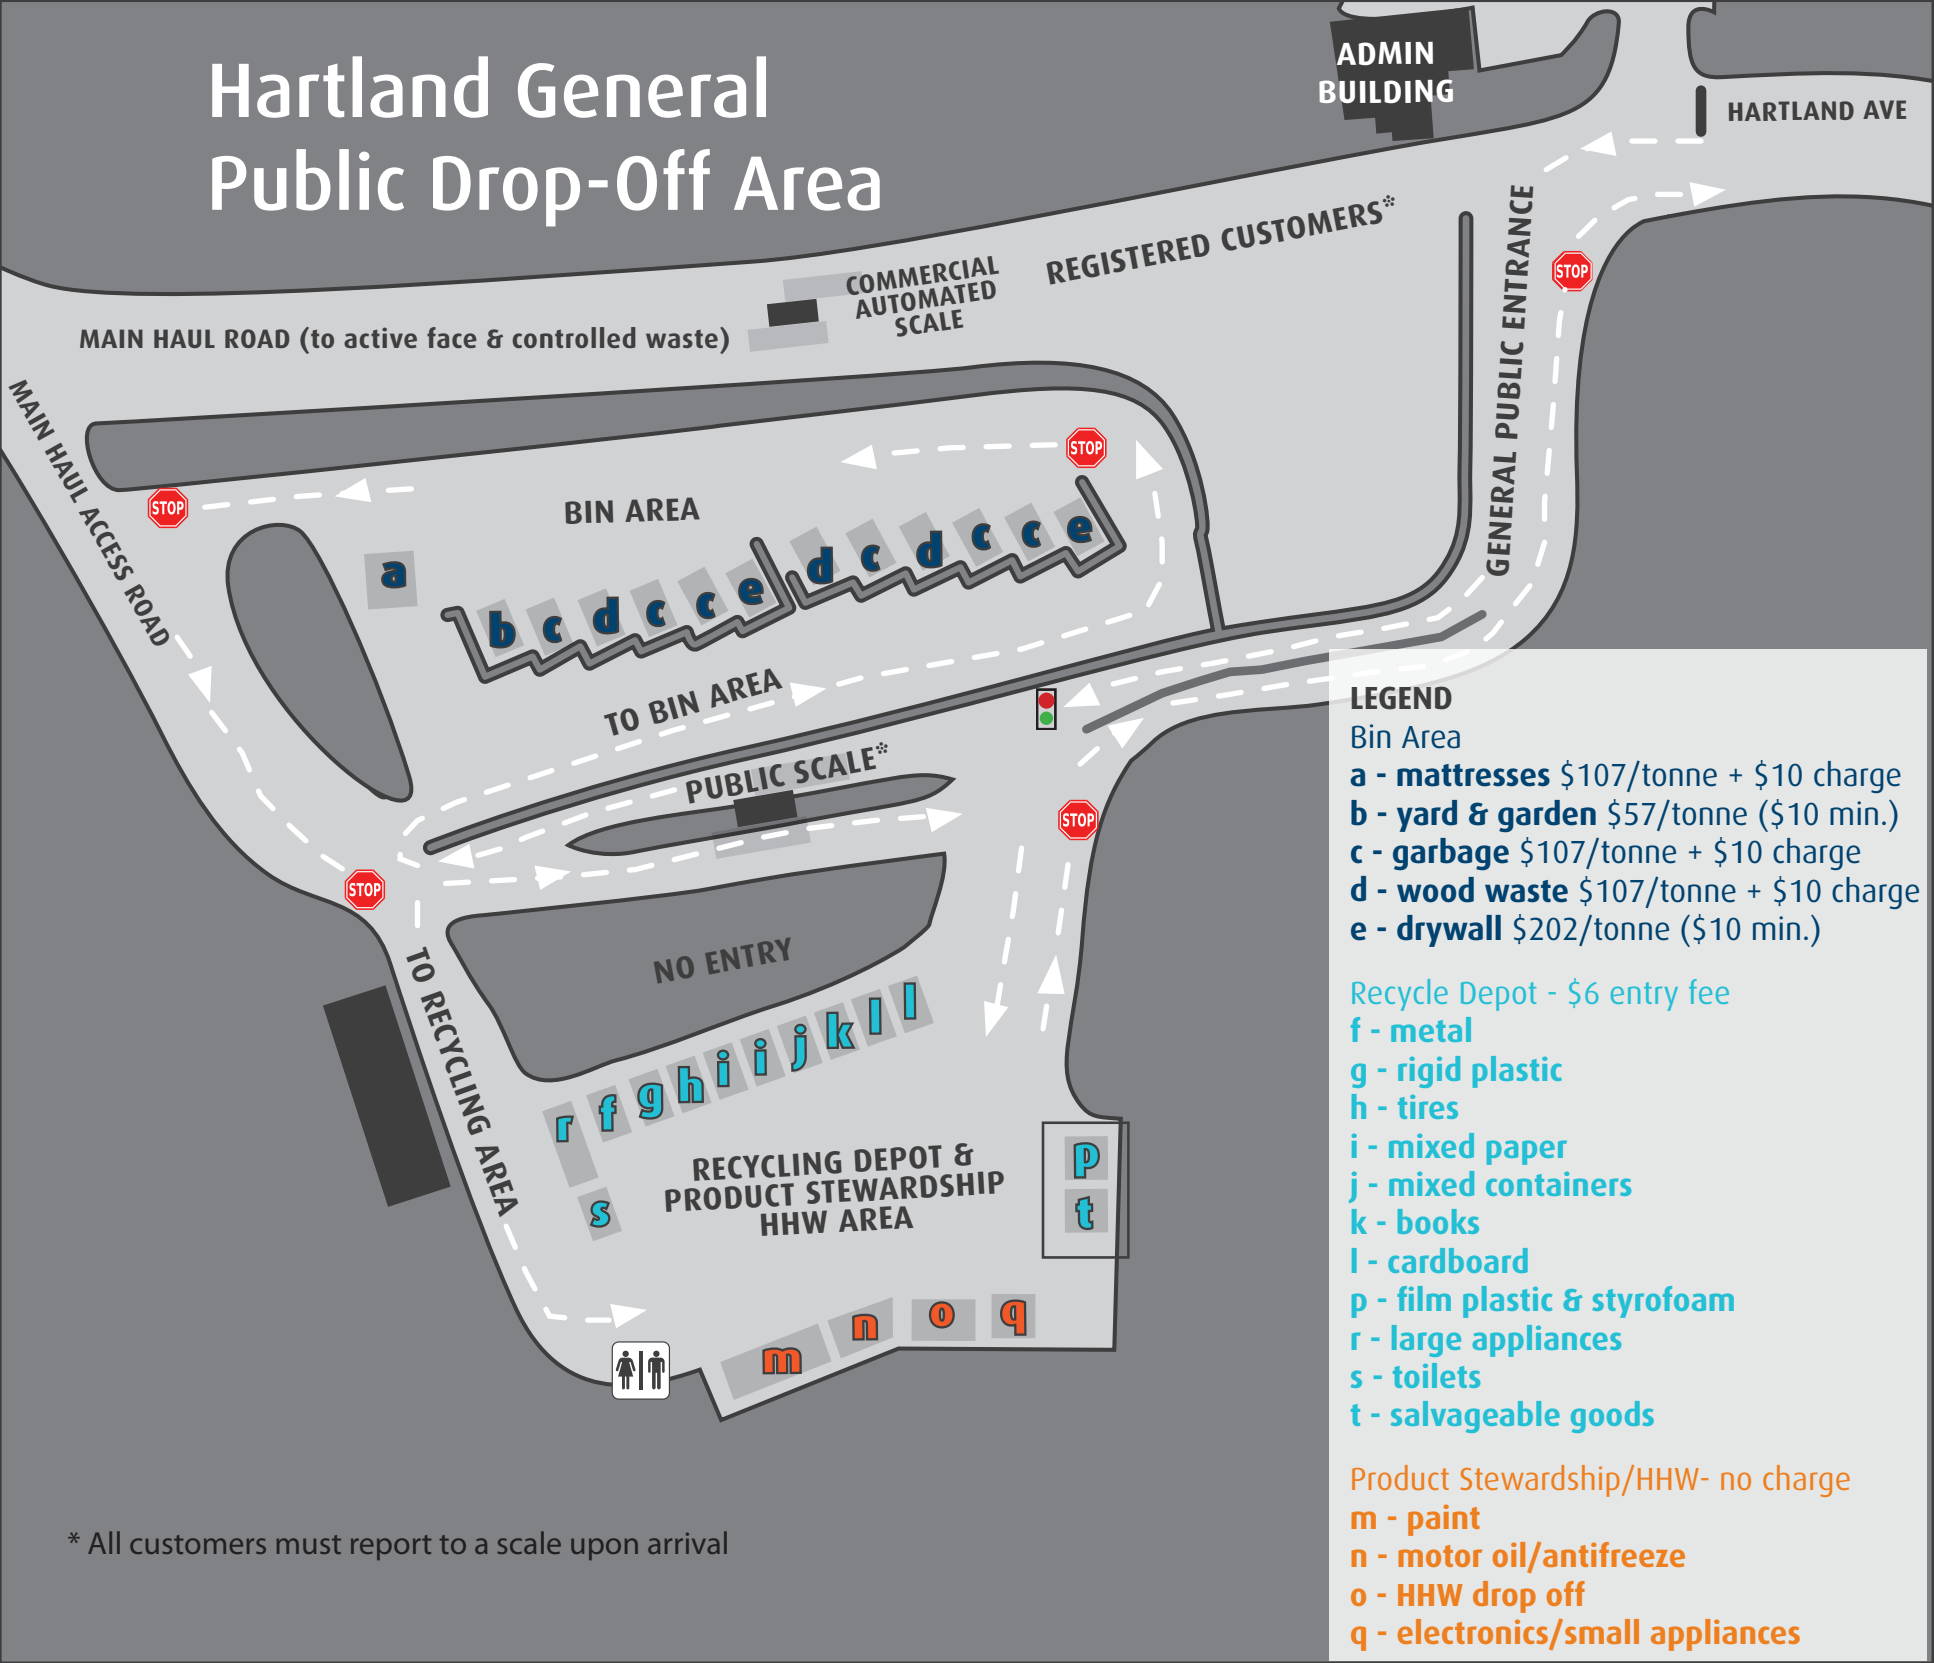 Hartland General
Public Drop-Off Area
ADMIN
BUILDING
HARTLAND AVE
REGISTERED CUSTOMERS*
COMMERCIAL
AUTOMATED
SCALE
MAIN HAUL ROAD (to active face & controlled waste)
GENERAL PUBLIC ENTRANCE
STOP
MAIN HAUL ACCESS ROAD
STOP
STOP
BIN AREA
a
b c d c c e
d c d c c e
TO BIN AREA
PUBLIC SCALE*
STOP
STOP
NO ENTRY
TO RECYCLING AREA
r f g h i i j k l l
s
RECYCLING DEPOT &
PRODUCT STEWARDSHIP
HHW AREA
p
t
m n o q
* All customers must report to a scale upon arrival
LEGEND
Bin Area
a - mattresses $107/tonne + $10 charge
b - yard & garden $57/tonne ($10 min.)
c - garbage $107/tonne + $10 charge
d - wood waste $107/tonne + $10 charge
e - drywall $202/tonne ($10 min.)
Recycle Depot - $6 entry fee
f - metal
g - rigid plastic
h - tires
i - mixed paper
j - mixed containers
k - books
l - cardboard
p - film plastic & styrofoam
r - large appliances
s - toilets
t - salvageable goods
Product Stewardship/HHW- no charge
m - paint
n - motor oil/antifreeze
o - HHW drop off
q - electronics/small appliances